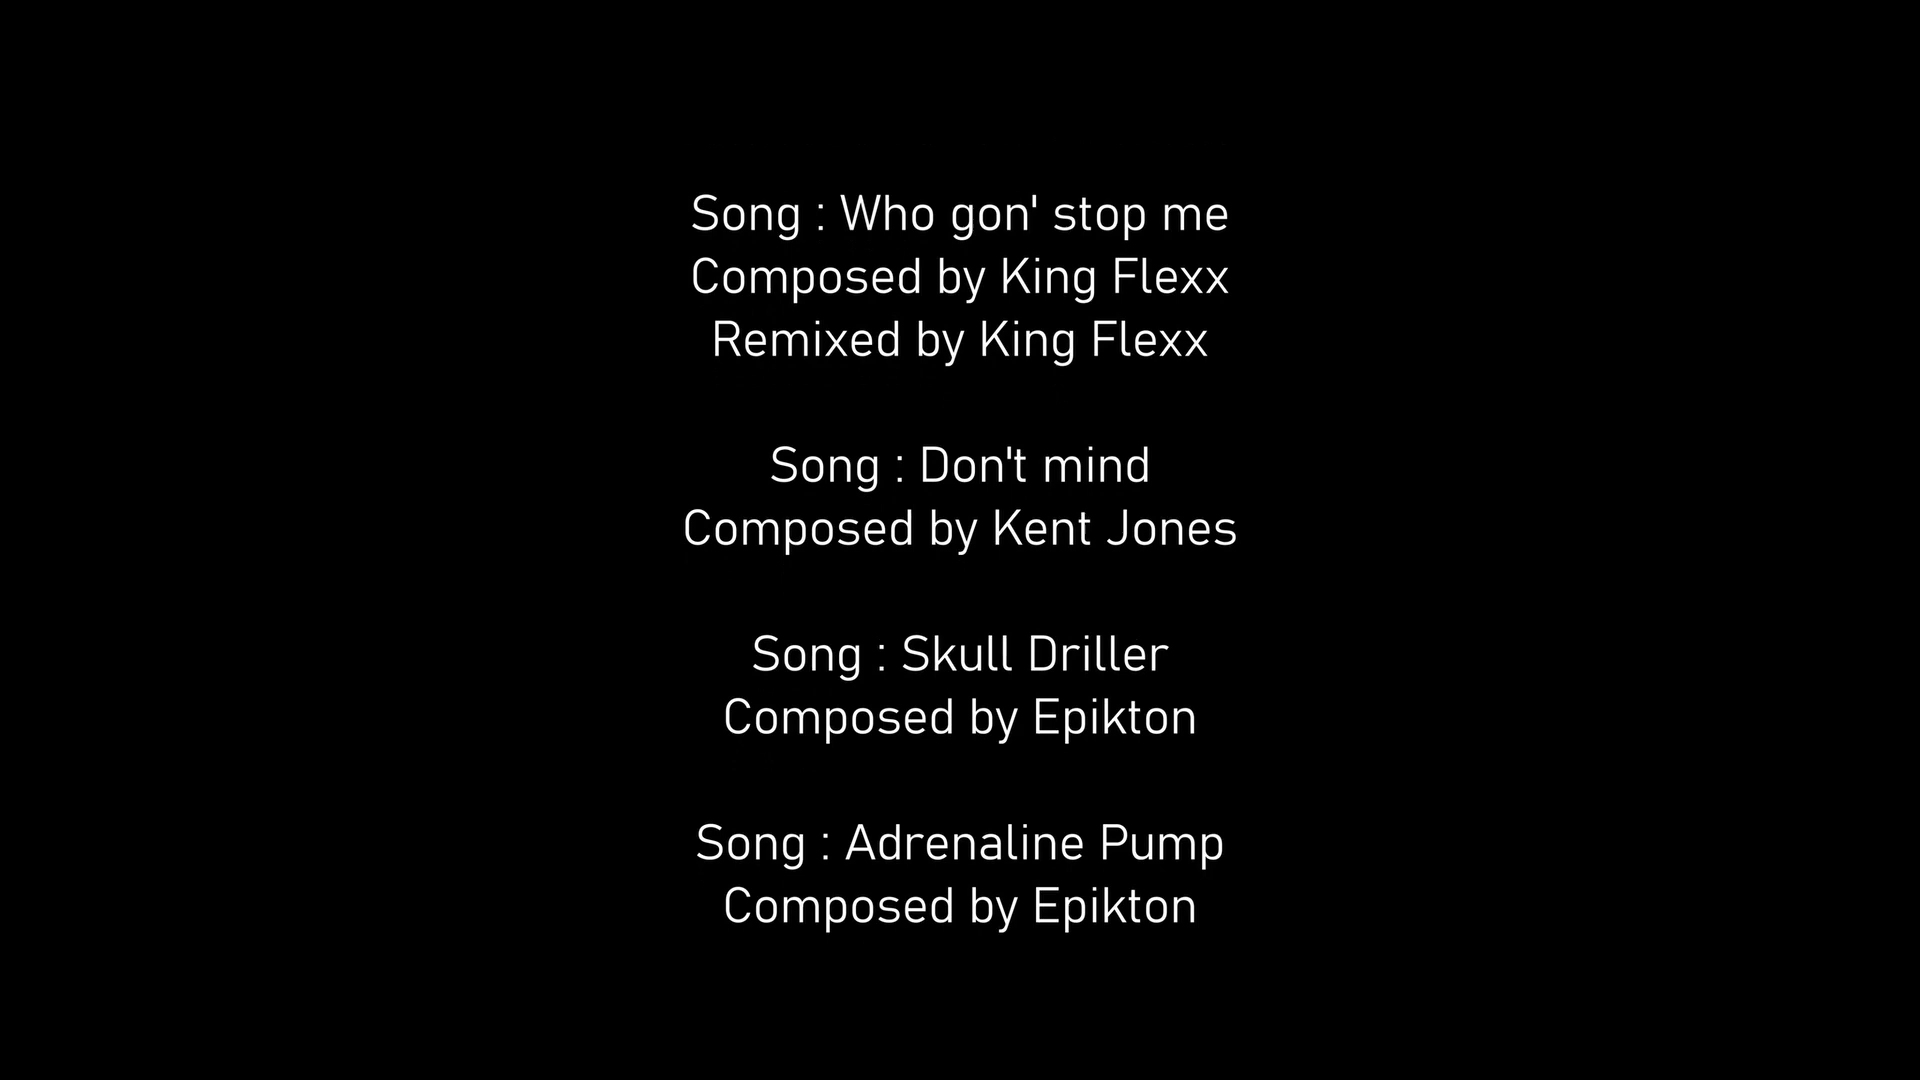 Song : Who gon' stop me
Composed by King Flexx
Remixed by King Flexx
Song : Don't mind
Composed by Kent Jones
Song : Skull Driller
Composed by Epikton
Song : Adrenaline Pump
Composed by Epikton